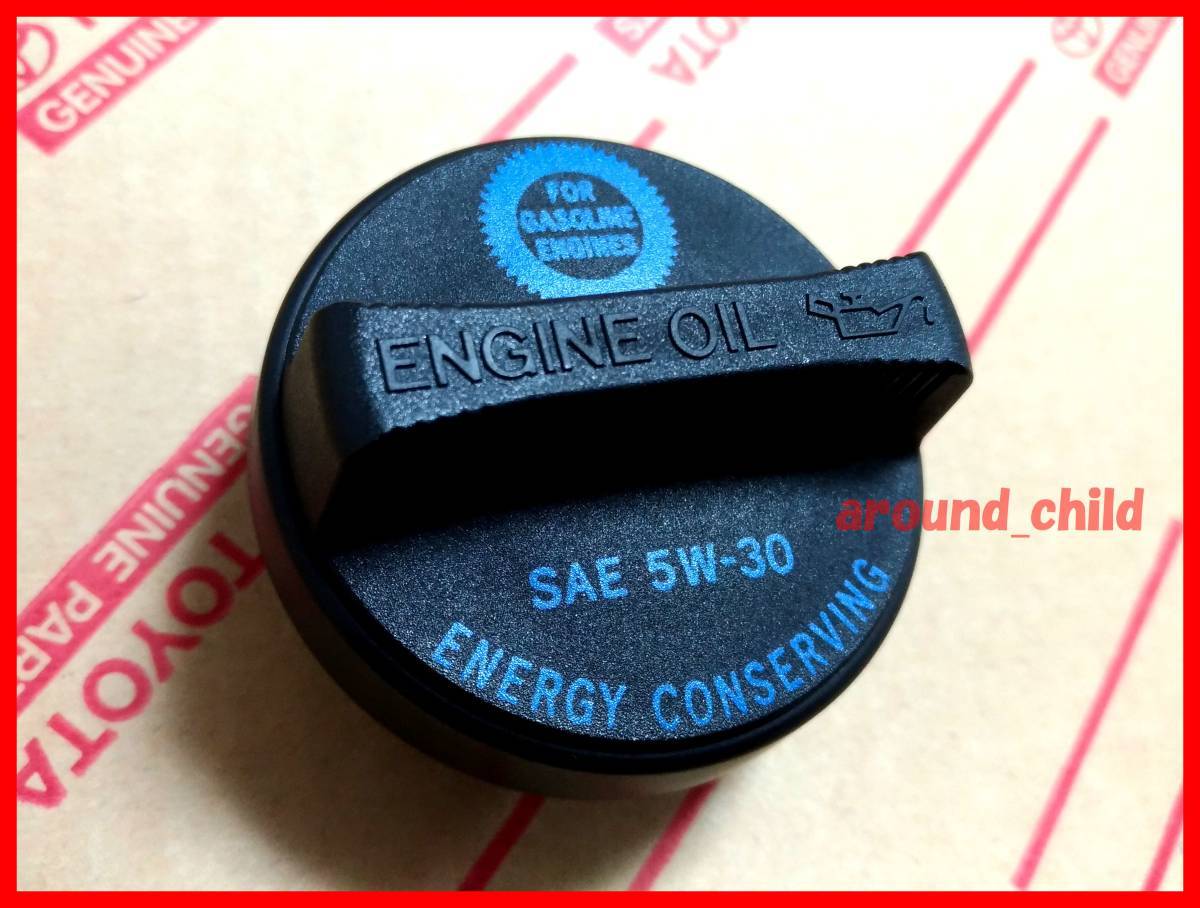 GENUINE
TOYOTA
GENUINE
FOR
GASOLINE
ENGINES
ENGINE OIL
around_child
SAE 5W-30
ENERGY CONSERVING
GENUINE PARTS
TOYOTA